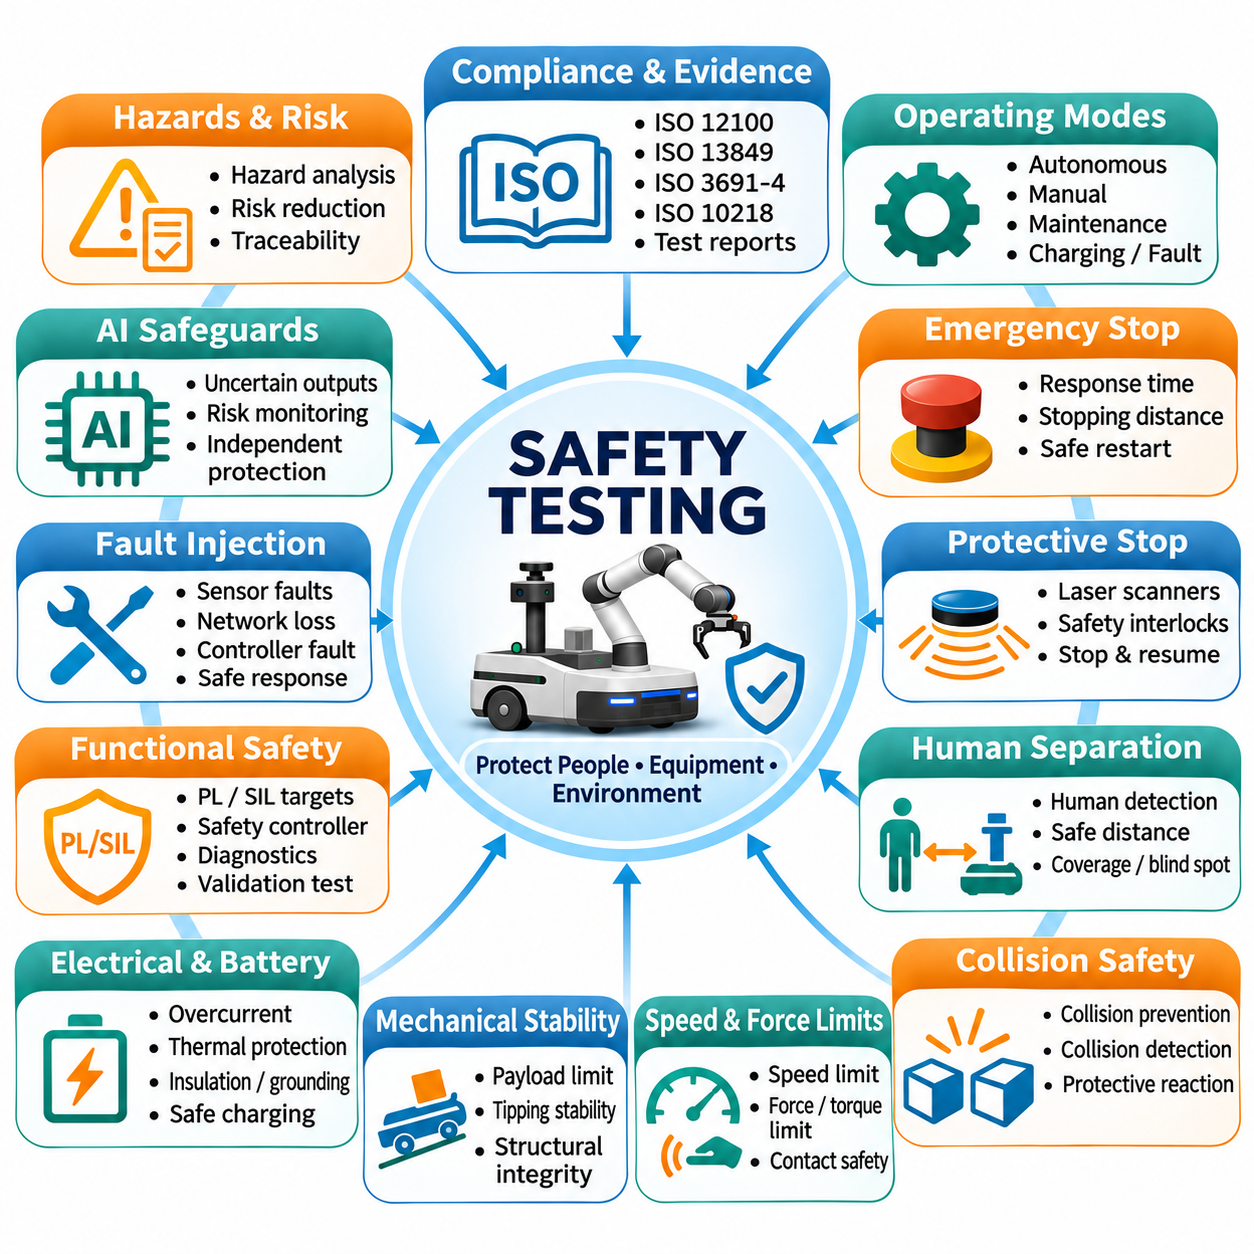 Compliance & Evidence
ISO
• ISO 12100
• ISO 13849
• ISO 3691-4
• ISO 10218
• Test reports
Hazards & Risk
• Hazard analysis
• Risk reduction
• Traceability
Operating Modes
• Autonomous
• Manual
• Maintenance
• Charging / Fault
AI Safeguards
AI
• Uncertain outputs
• Risk monitoring
• Independent
protection
Emergency Stop
• Response time
• Stopping distance
• Safe restart
SAFETY
TESTING
Protect People • Equipment •
Environment
Fault Injection
• Sensor faults
• Network loss
• Controller fault
• Safe response
Protective Stop
• Laser scanners
• Safety interlocks
• Stop & resume
Functional Safety
PL/SIL
• PL / SIL targets
• Safety controller
• Diagnostics
• Validation test
Human Separation
• Human detection
• Safe distance
• Coverage / blind spot
Electrical & Battery
• Overcurrent
• Thermal protection
• Insulation / grounding
• Safe charging
Mechanical Stability
• Payload limit
• Tipping stability
• Structural
integrity
Speed & Force Limits
• Speed limit
• Force / torque
limit
• Contact safety
Collision Safety
• Collision prevention
• Collision detection
• Protective reaction